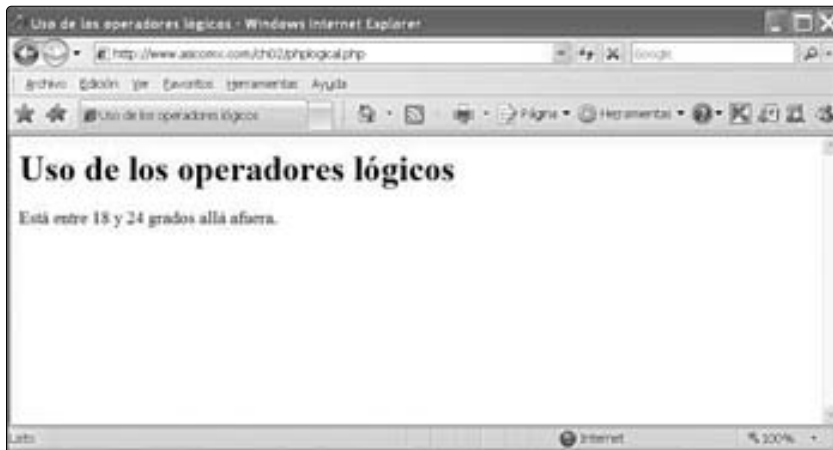 Uso de los operadores lógicos - Windows Internet Explorer
http://www.ascomx.com/ch02/phplogical.php
Google
Archivo Edición Ver Favoritos Herramientas Ayuda
Uso de los operadores lógicos
Página
Herramientas
Uso de los operadores lógicos
Está entre 18 y 24 grados allá afuera.
Listo
Internet
100%